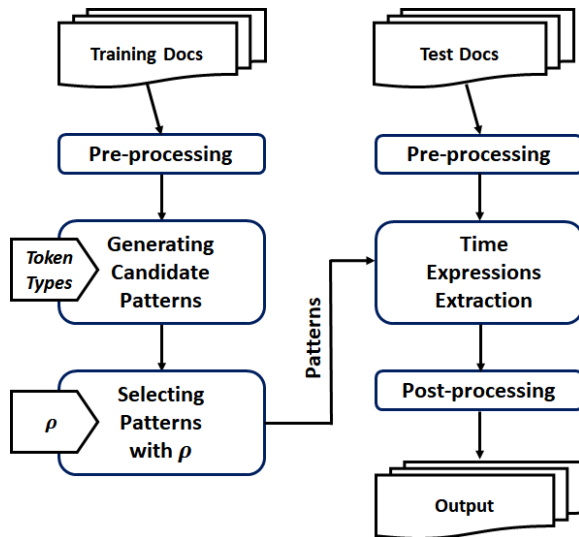 Training Docs
Pre-processing
Token
Types
Generating
Candidate
Patterns
ρ
Selecting
Patterns
with ρ
Patterns
Test Docs
Pre-processing
Time
Expressions
Extraction
Post-processing
Output